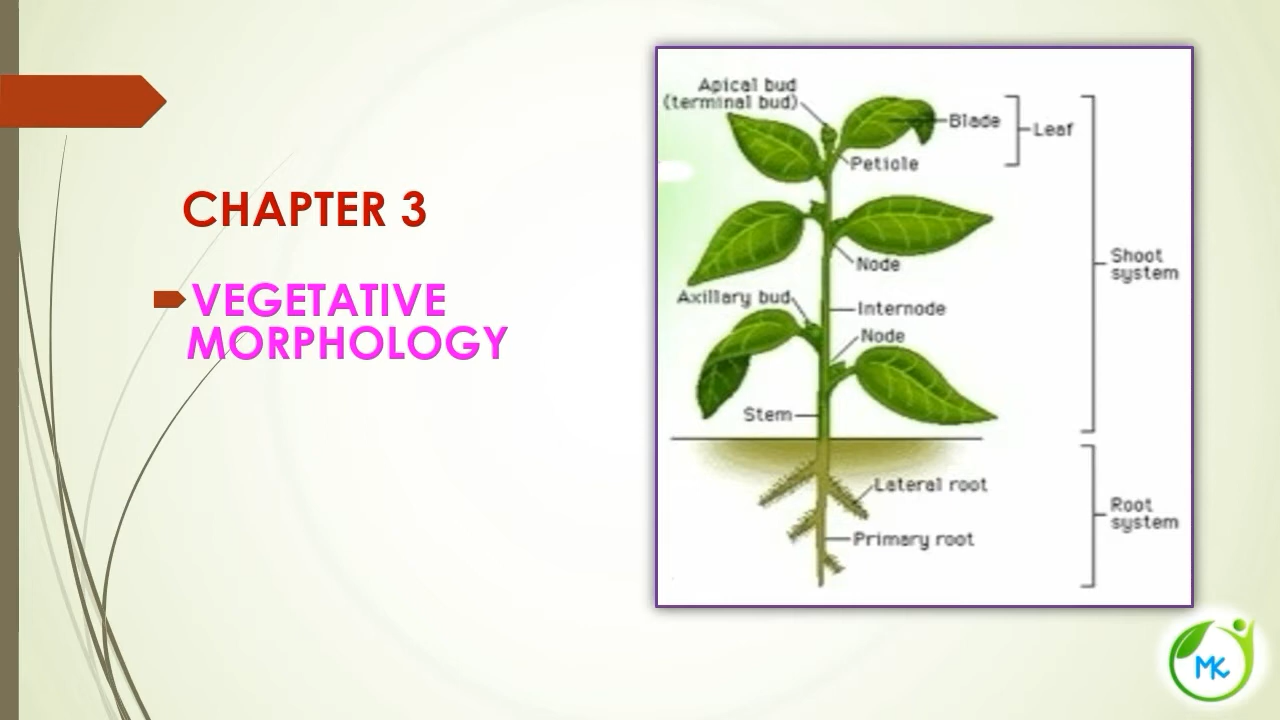 CHAPTER 3
VEGETATIVE
MORPHOLOGY
Apical bud
(terminal bud)
Blade
Leaf
Petiole
Node
Axillary bud
Internode
Node
Stem
Shoot
system
Lateral root
Primary root
Root
system
MK